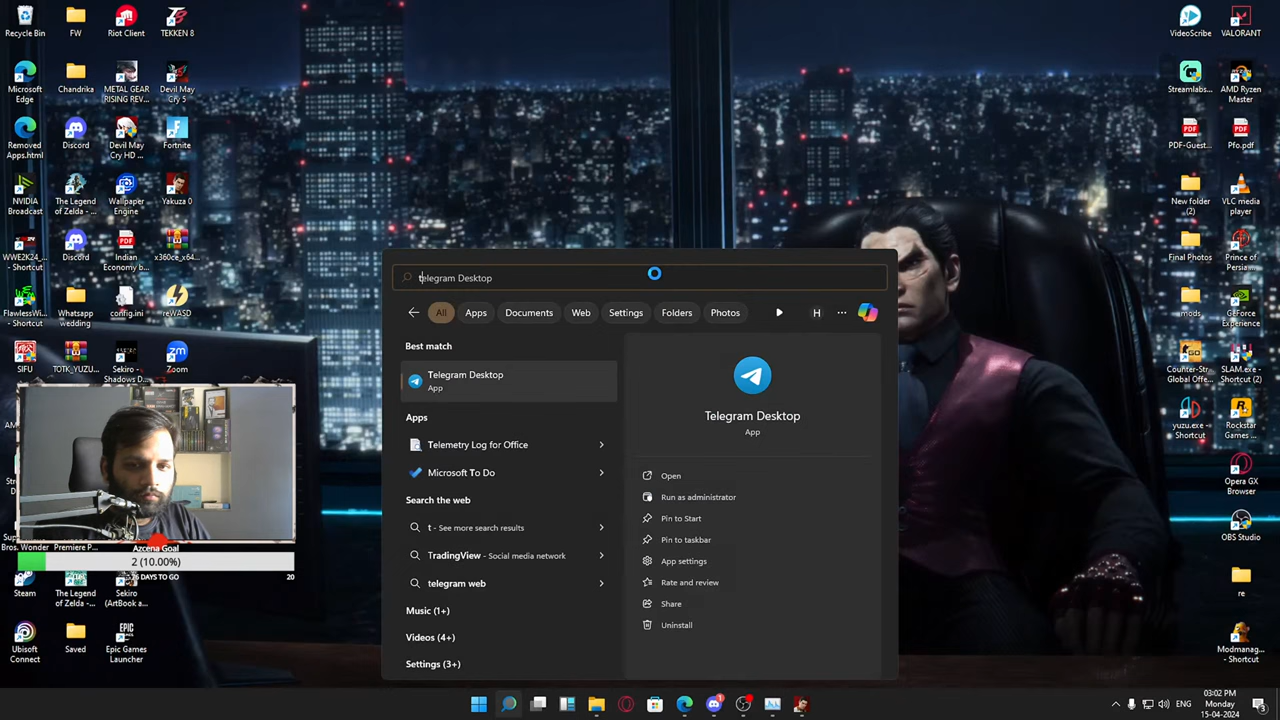 Recycle Bin
FW
Riot Client
TEKKEN 8
Microsoft
Edge
Chandrika
METAL GEAR
RISING REV...
Devil May
Cry 5
Removed
Apps.html
Discord
Devil May
Cry HD ...
Fortnite
NVIDIA
Broadcast
The Legend
of Zelda - ...
Wallpaper
Engine
Yakuza 0
WWE2K24_...
- Shortcut
Discord
Indian
Economy b...
x360ce_x64...
FlawlessWi...
- Shortcut
Whatsapp
wedding
config.ini
reWASD
SIFU
TOTK_YUZU...
Sekiro -
Shadows D...
Zoom
Azcena Goal
2 (10.00%)
20
Bros. Wonder
Premiere P...
Steam
The Legend
of Zelda-...
Sekiro
(ArtBook a...
Ubisoft
Connect
Saved
Epic Games
Launcher
telegram Desktop
All
Apps
Documents
Web
Settings
Folders
Photos
H
Best match
Telegram Desktop
App
Apps
Telemetry Log for Office
Microsoft To Do
Search the web
t - See more search results
TradingView - Social media network
telegram web
Music (1+)
Videos (4+)
Settings (3+)
Telegram Desktop
App
Open
Run as administrator
Pin to Start
Pin to taskbar
App settings
Rate and review
Share
Uninstall
VideoScribe
VALORANT
Streamlabs...
AMD Ryzen
Master
PDF-Guest...
Pfo.pdf
New folder
(2)
VLC media
player
Final Photos
Prince of
Persia ...
mods
GeForce
Experience
Counter-Str...
Global Offe...
SLAM.exe -
Shortcut (2)
yuzu.exe -
Shortcut
Rockstar
Games ...
Opera GX
Browser
OBS Studio
re
Modmanag...
- Shortcut
ENG
03:02 PM
Monday
15-04-2024